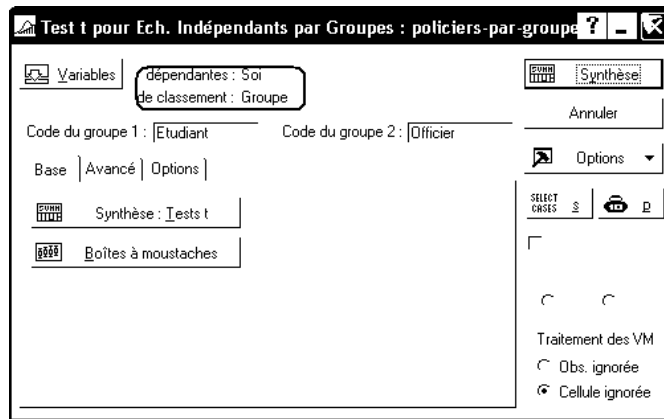 Test t pour Ech. Indépendants par Groupes : policiers-par-groupe
Variables
dépendantes : Soi
de classement : Groupe
Synthèse
Annuler
Code du groupe 1 : Etudiant
Code du groupe 2 : Officier
Options
Base
Avancé
Options
SELECT CASES
S
D
Synthèse : Tests t
Boîtes à moustaches
Traitement des VM
Obs. ignorée
Cellule ignorée